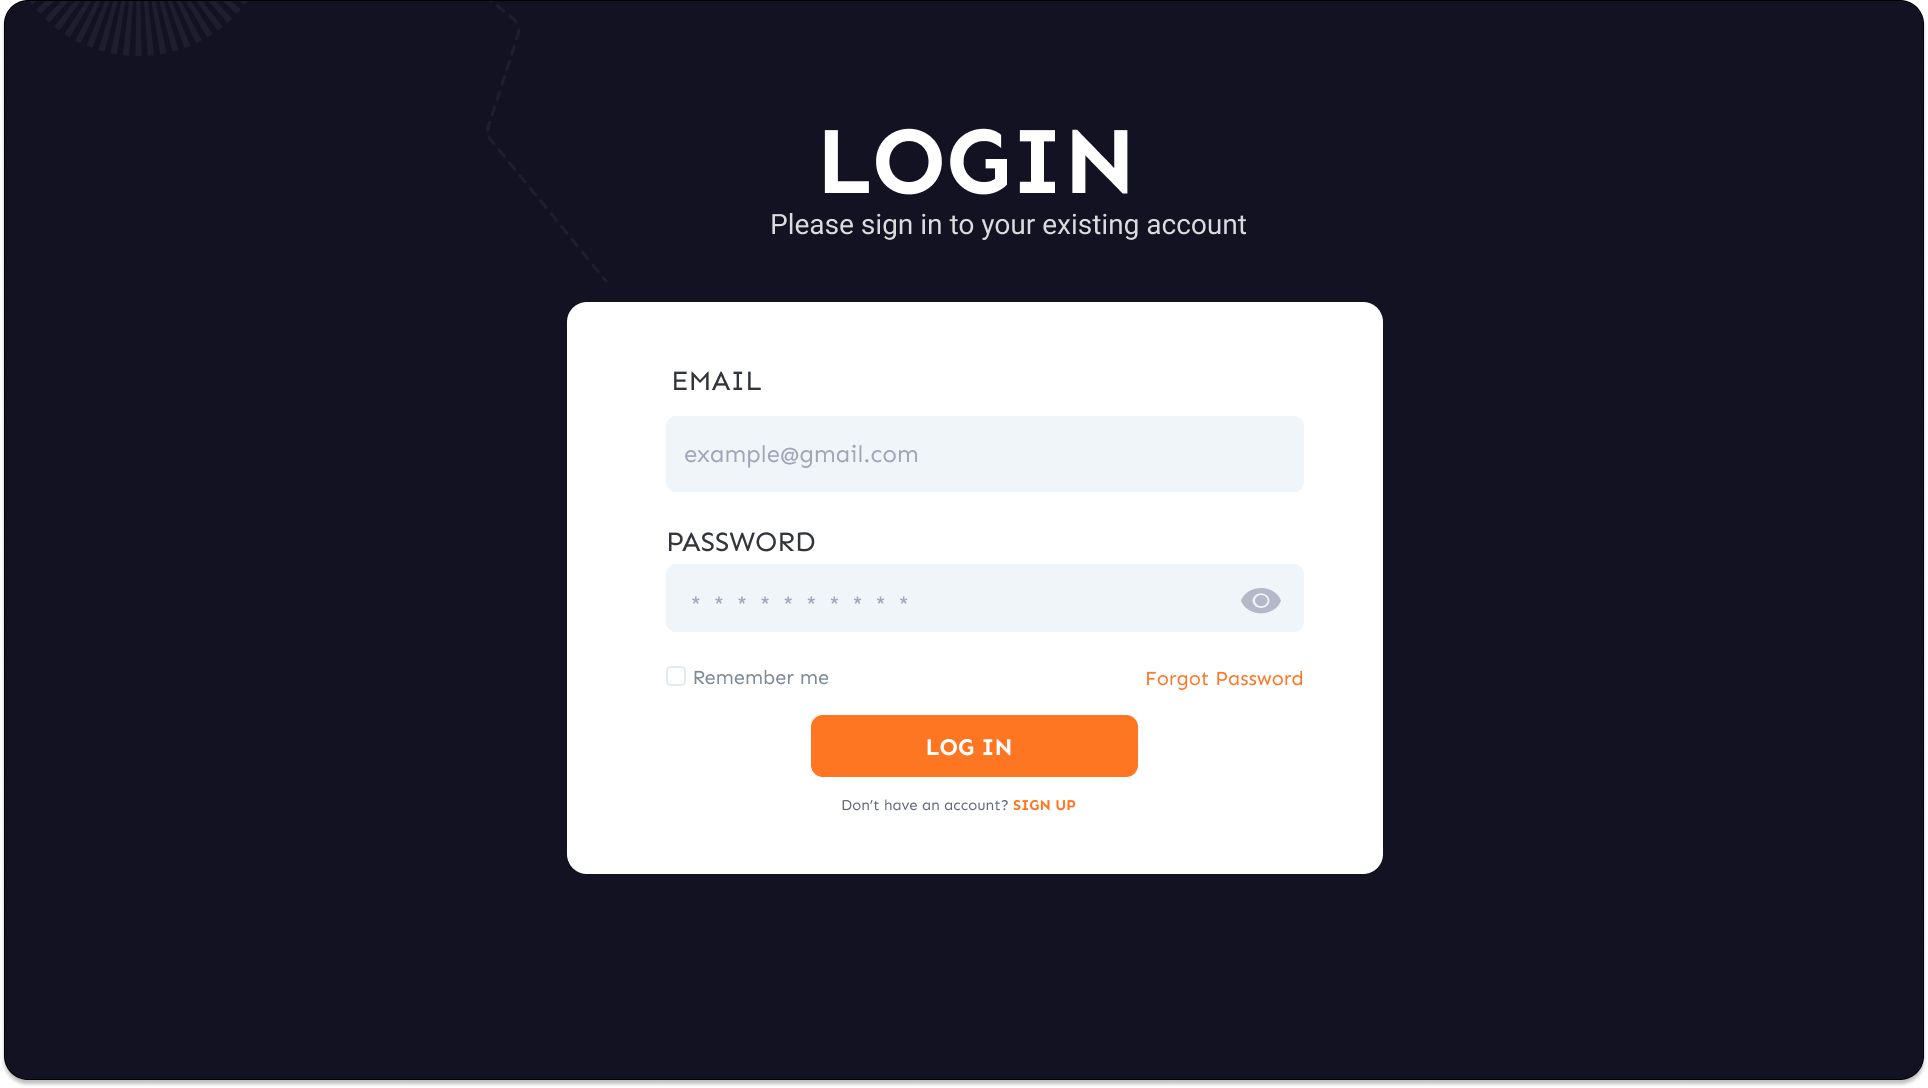 LOGIN
Please sign in to your existing account
EMAIL
example@gmail.com
PASSWORD
* * * * * * * * * *
Remember me
Forgot Password
LOG IN
Don’t have an account? SIGN UP